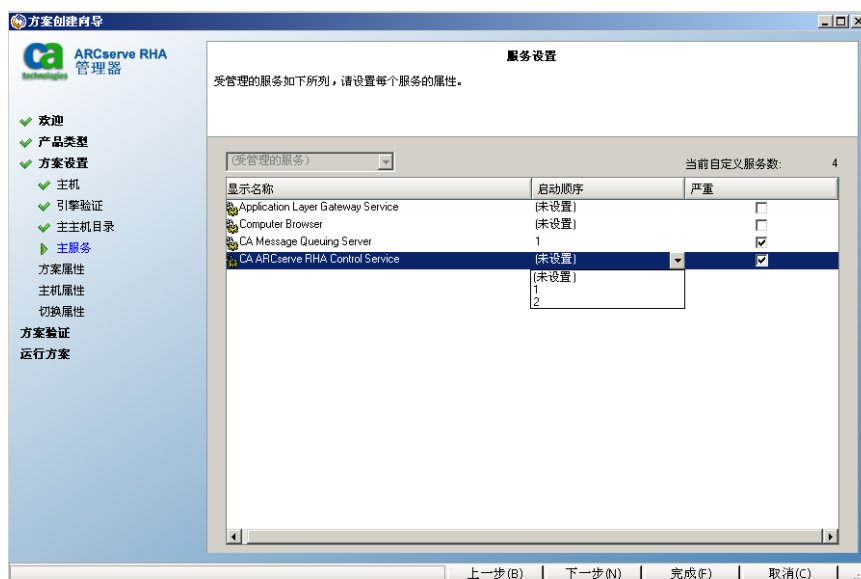 方案创建向导
ca
technologies
ARCserve RHA
管理器
欢迎
产品类型
方案设置
主机
引擎验证
主主机目录
主服务
方案属性
主机属性
切换属性
方案验证
运行方案
服务设置
受管理的服务如下所列，请设置每个服务的属性。
(受管理的服务)
当前自定义服务数: 4
显示名称 启动顺序 严重
Application Layer Gateway Service (未设置)
Computer Browser (未设置)
CA Message Queuing Server 1
CA ARCserve RHA Control Service (未设置)
(未设置)
1
2
上一步(B) 下一步(N) 完成(F) 取消(C)